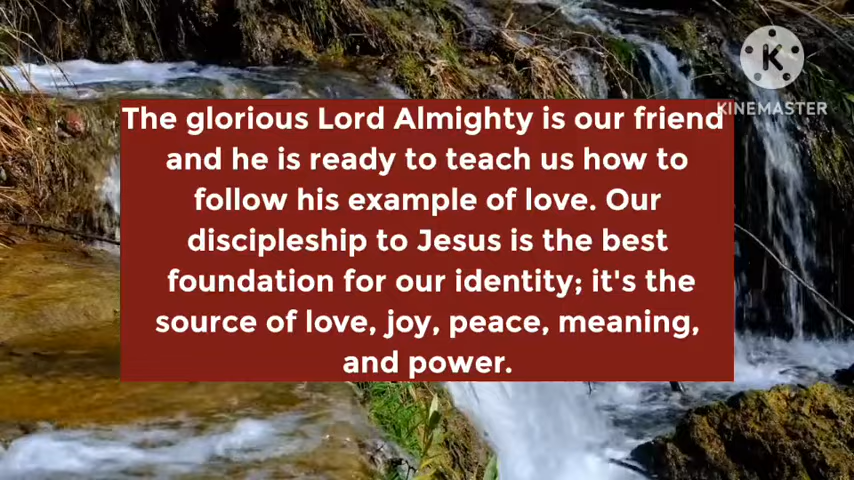 KINEMASTER
The glorious Lord Almighty is our friend
and he is ready to teach us how to
follow his example of love. Our
discipleship to Jesus is the best
foundation for our identity; it's the
source of love, joy, peace, meaning,
and power.